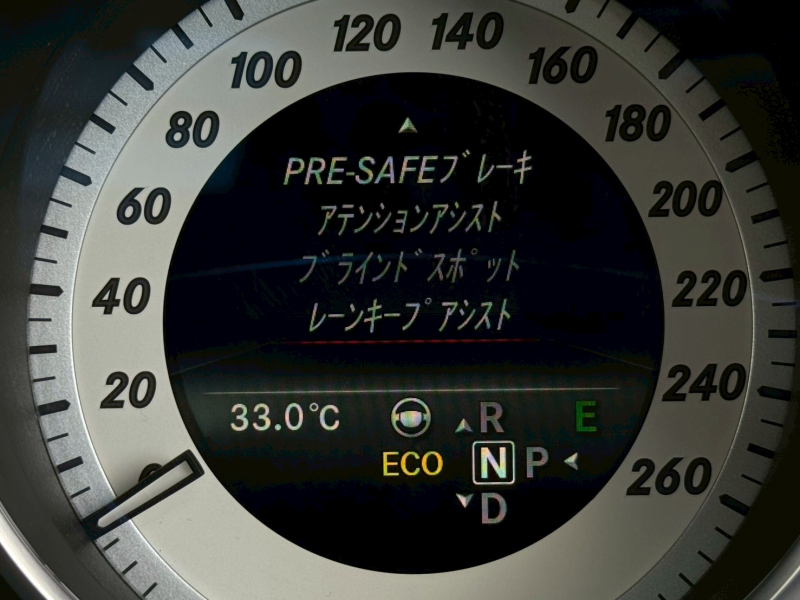 120 140
100 160
80 180
60 200
40 220
20 240
0 260
PRE-SAFEブレーキ
アテンションアシスト
ブラインドスポット
レーンキープアシスト
33.0°C
R
E
ECO
N P
D